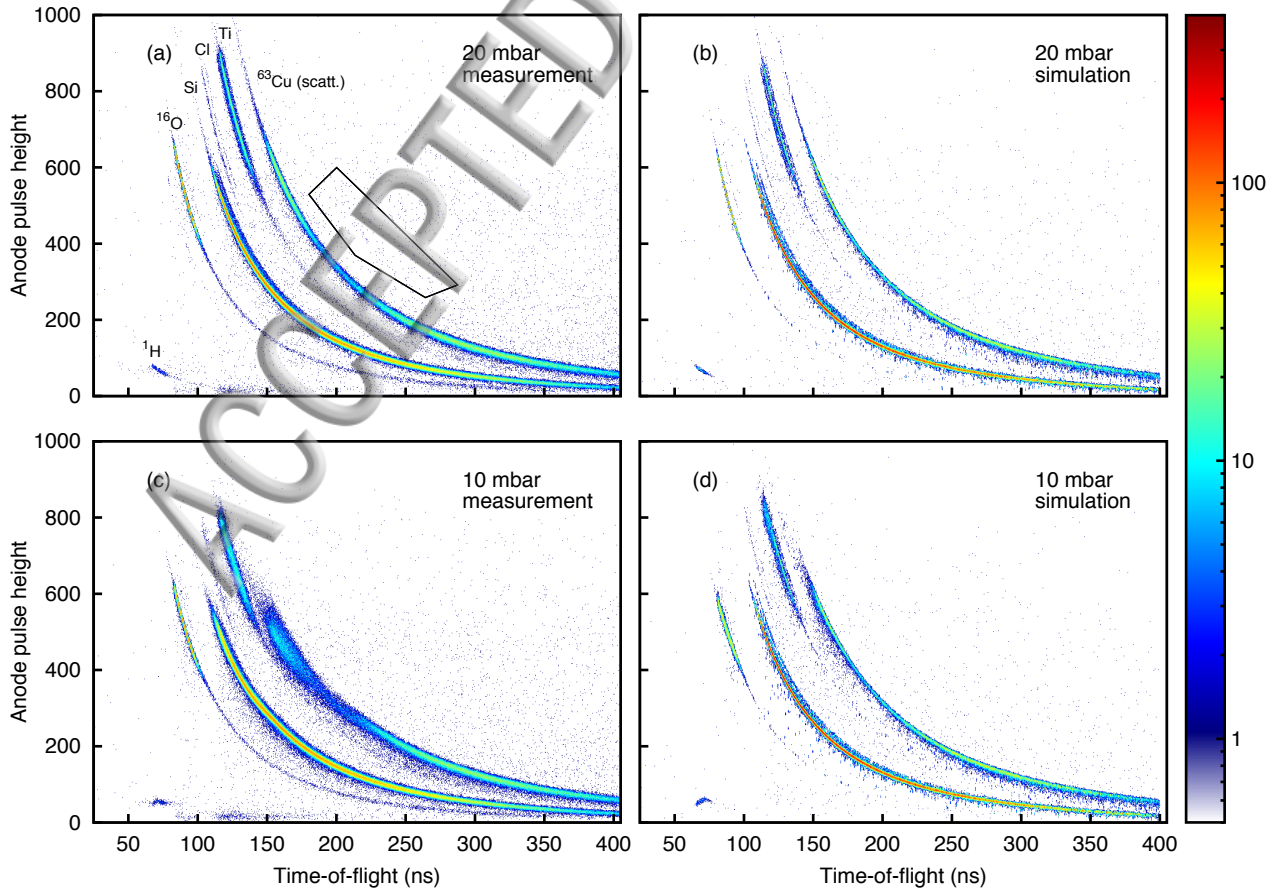 1000
800
600
400
200
0
Anode pulse height
(a)
Ti
Cl
Si
16O
63Cu (scatt.)
1H
20 mbar
measurement
(b)
20 mbar
simulation
1000
800
600
400
200
0
Anode pulse height
(c)
10 mbar
measurement
(d)
10 mbar
simulation
50 100 150 200 250 300 350 400
Time-of-flight (ns)
50 100 150 200 250 300 350 400
Time-of-flight (ns)
100
10
1
ACCEPTED